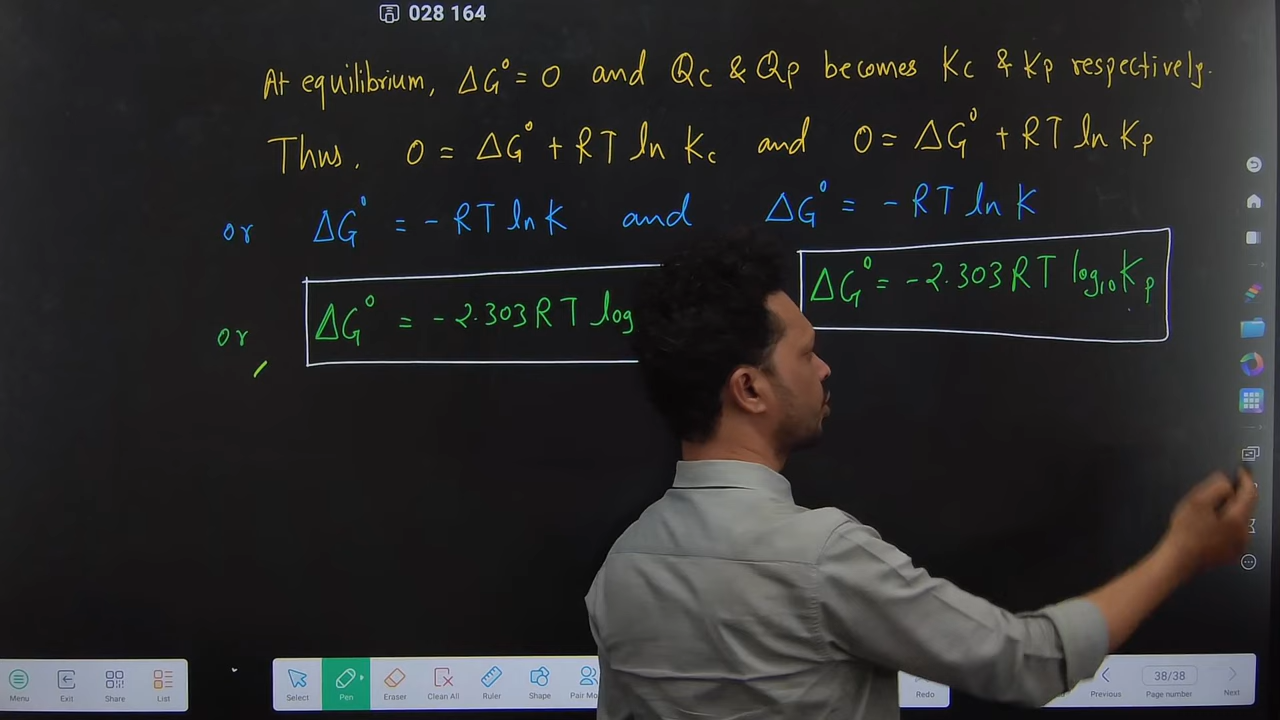 028 164
At equilibrium, ΔG° = 0 and Qc & Qp becomes Kc & Kp respectively.
Thus, 0 = ΔG° + RT ln Kc and 0 = ΔG° + RT ln Kp
or ΔG° = - RT ln K and ΔG° = - RT ln K
or, ΔG° = - 2.303 RT log
ΔG° = - 2.303 RT log₁₀ Kp
Menu Exit Share List Select Pen Eraser Clean All Ruler Shape Redo Previous 38/38 Page number Next